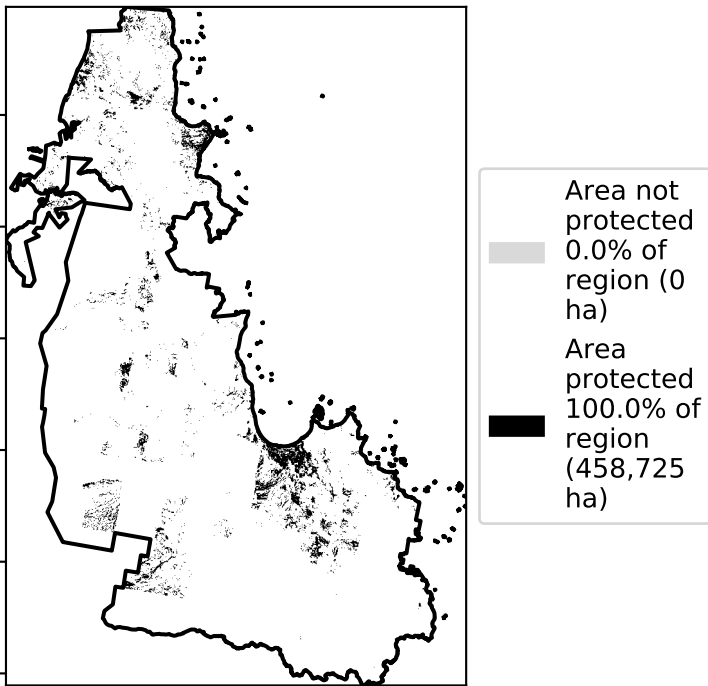 Area not
protected
0.0% of
region (0
ha)
Area
protected
100.0% of
region
(458,725
ha)